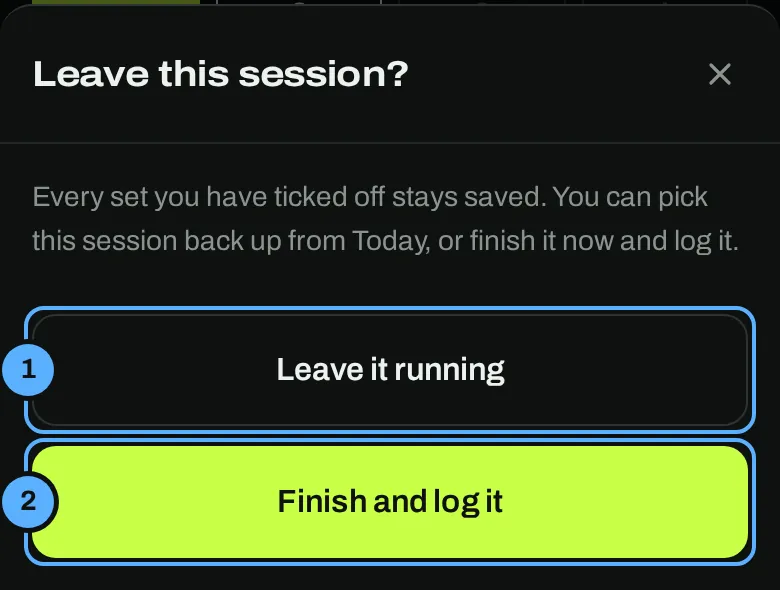 Leave this session?
Every set you have ticked off stays saved. You can pick
this session back up from Today, or finish it now and log it.
1
Leave it running
2
Finish and log it